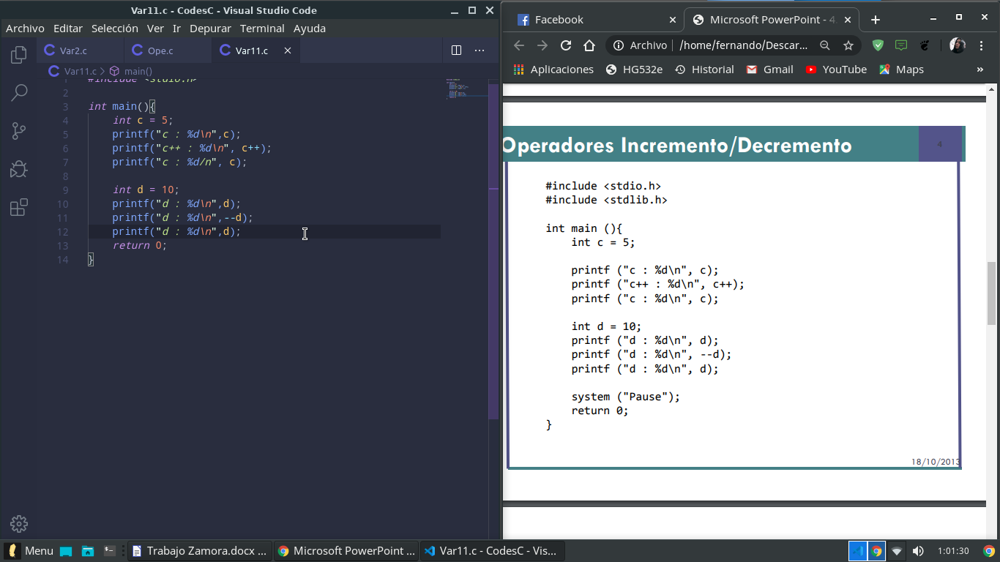 Var11.c - CodesC - Visual Studio Code
Archivo Editar Selección Ver Ir Depurar Terminal Ayuda
Var2.c Ope.c Var11.c
Var11.c > main()
1 #include <stdio.h>
2
3 int main(){
4 int c = 5;
5 printf("c : %d\n",c);
6 printf("c++ : %d\n", c++);
7 printf("c : %d/n", c);
8
9 int d = 10;
10 printf("d : %d\n",d);
11 printf("d : %d\n",--d);
12 printf("d : %d\n",d);
13 return 0;
14 }
Facebook
Microsoft PowerPoint - 4.
Archivo /home/fernando/Descar...
Aplicaciones HG532e Historial Gmail YouTube Maps »
Operadores Incremento/Decremento
4
#include <stdio.h>
#include <stdlib.h>
int main (){
int c = 5;
printf ("c : %d\n", c);
printf ("c++ : %d\n", c++);
printf ("c : %d\n", c);
int d = 10;
printf ("d : %d\n", d);
printf ("d : %d\n", --d);
printf ("d : %d\n", d);
system ("Pause");
return 0;
}
18/10/2013
Menu Trabajo Zamora.docx ... Microsoft PowerPoint ... Var11.c - CodesC - Vis... 1:01:30